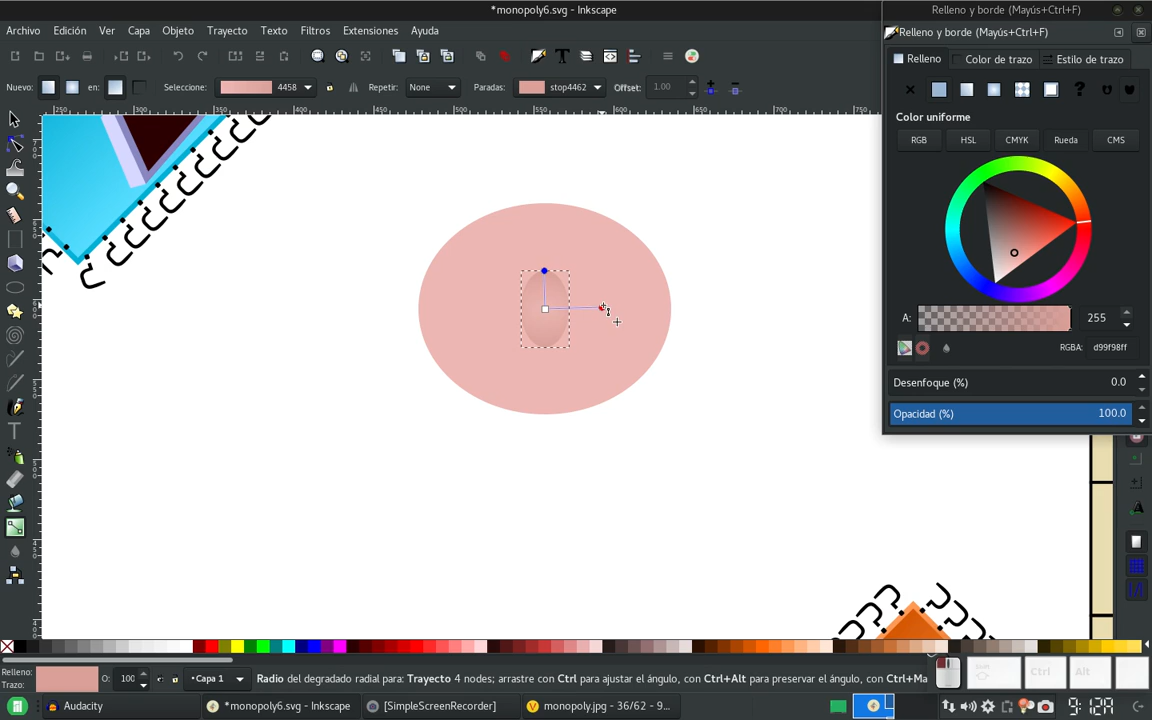 *monopoly6.svg - Inkscape
Relleno y borde (Mayús+Ctrl+F)
Archivo Edición Ver Capa Objeto Trayecto Texto Filtros Extensiones Ayuda
Relleno y borde (Mayús+Ctrl+F)
Relleno Color de trazo Estilo de trazo
Nuevo: en: Seleccione: 4458 Repetir: None Paradas: stop4462 Offset: 1.00
Color uniforme
RGB HSL CMYK Rueda CMS
A: 255
RGBA: d99f98ff
Desenfoque (%) 0.0
Opacidad (%) 100.0
Relleno:
Trazo:
O: 100 •Capa 1 Radio del degradado radial para: Trayecto 4 nodes; arrastre con Ctrl para ajustar el ángulo, con Ctrl+Alt para preservar el ángulo, con Ctrl+Ma
Shift Ctrl Alt
Audacity *monopoly6.svg - Inkscape [SimpleScreenRecorder] monopoly.jpg - 36/62 - 9...